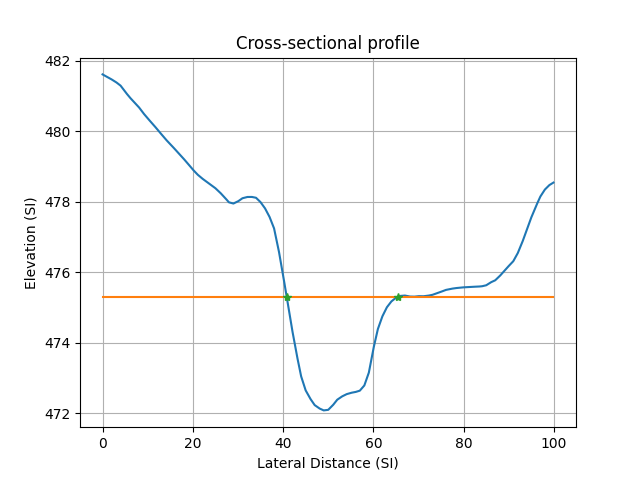 Cross-sectional profile
482
480
478
476
474
472
Elevation (SI)
0 20 40 60 80 100
Lateral Distance (SI)